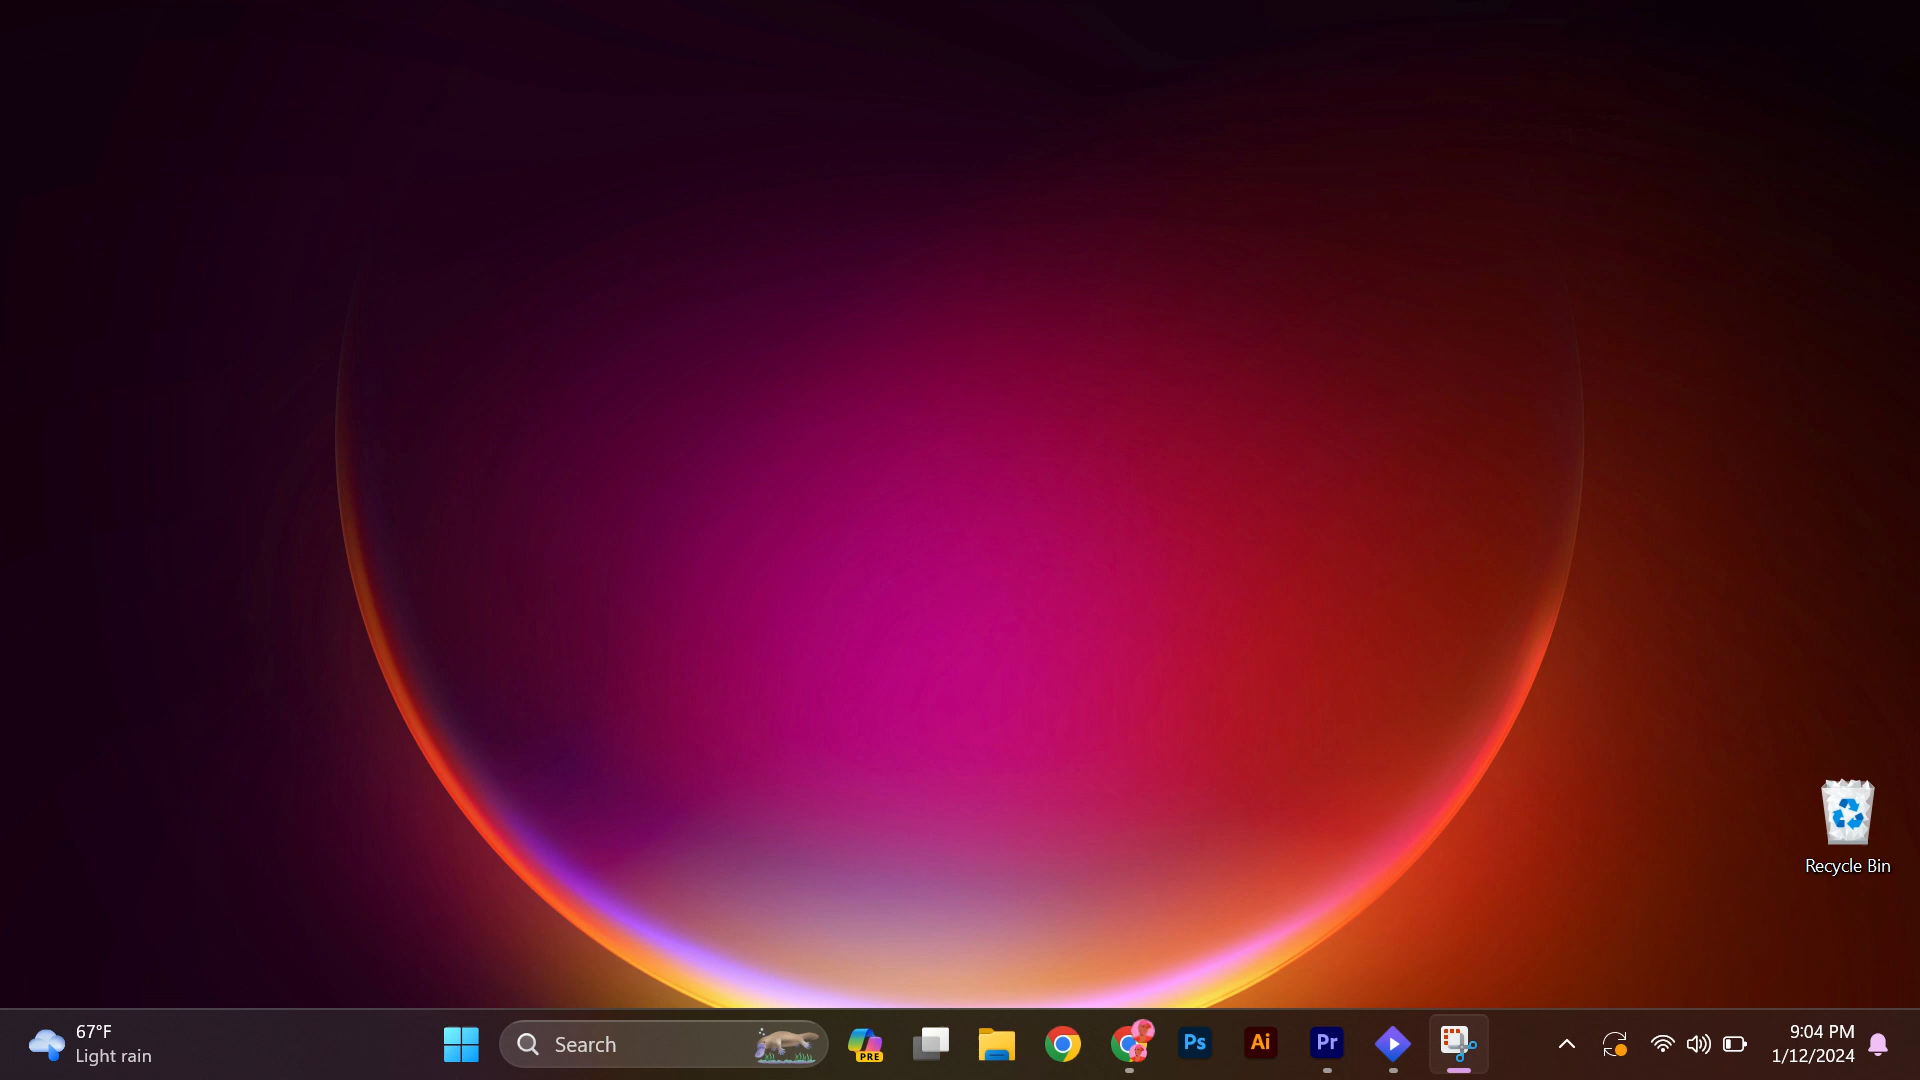 Recycle Bin
67°F
Light rain
Search
PRE
Ps
Ai
Pr
9:04 PM
1/12/2024